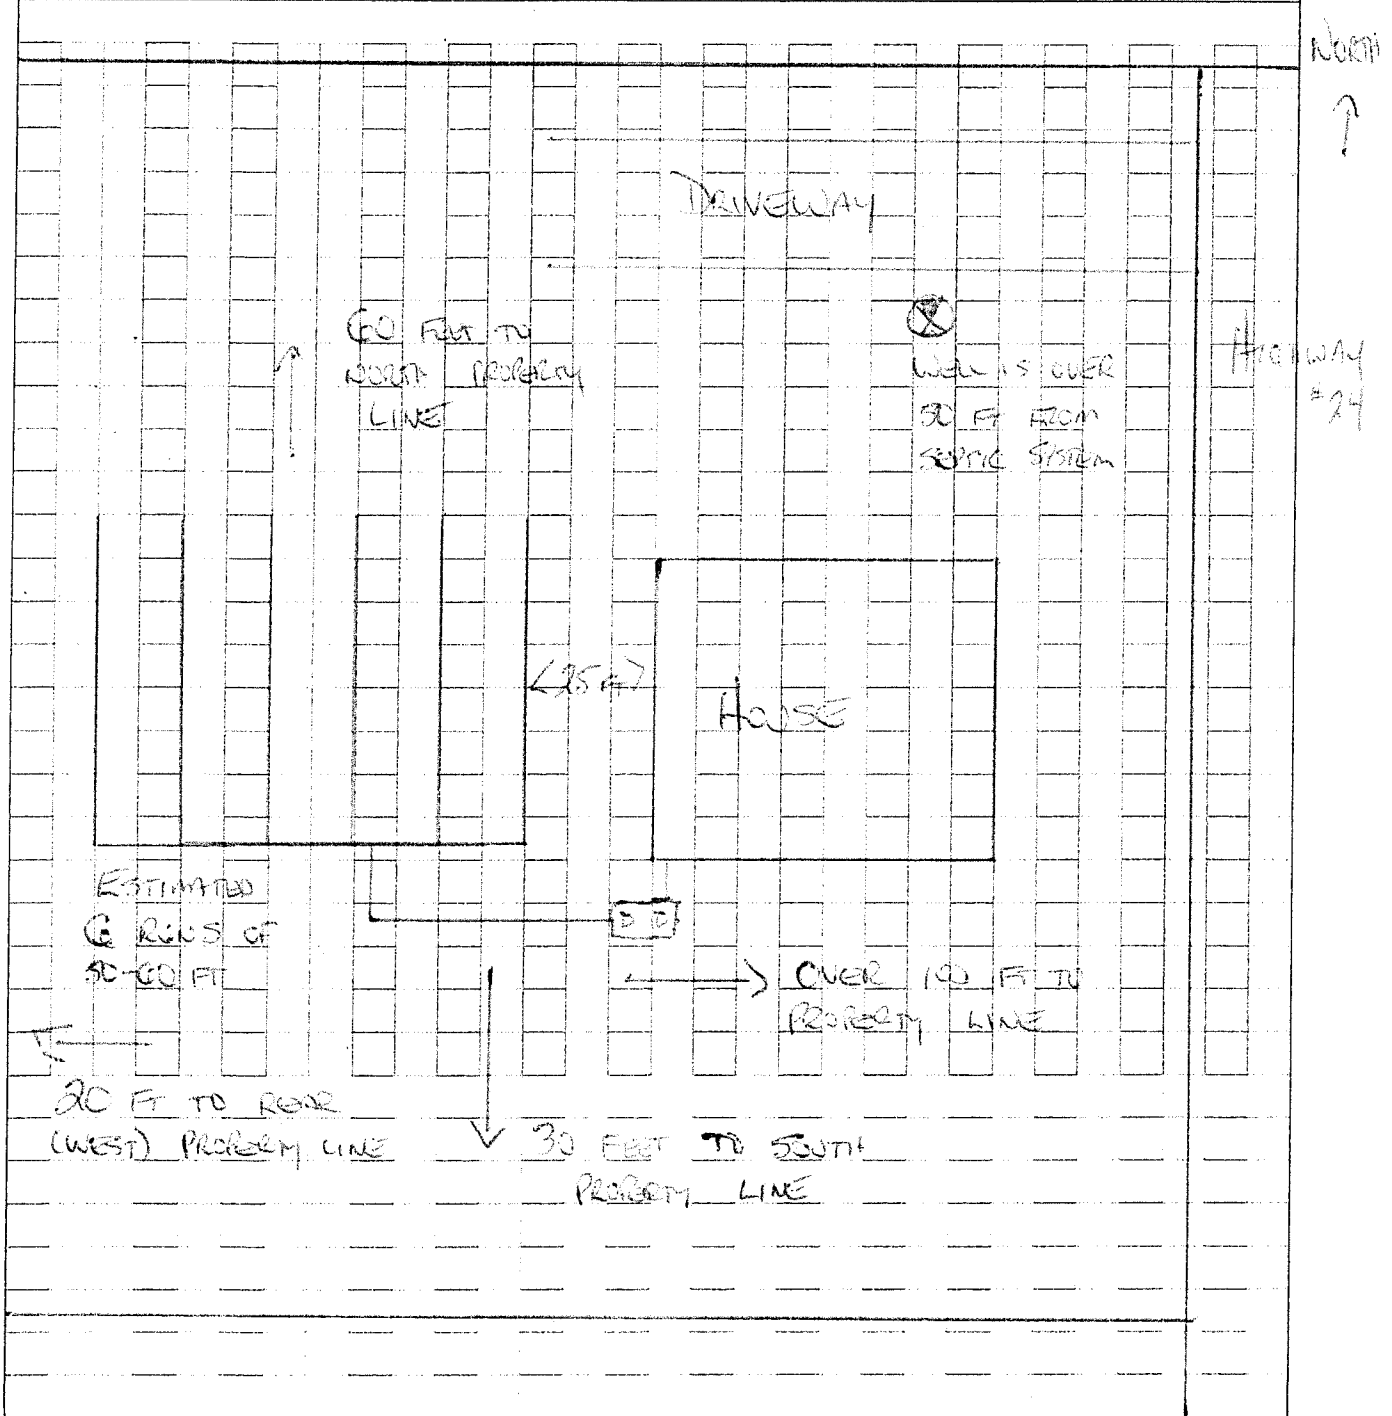 NORTH
DRIVEWAY
60 FEET TO
NORTH PROPERTY
LINE
WELL IS OVER
50 FT FROM
SEPTIC SYSTEM
HIGHWAY
#24
<25 FT>
HOUSE
ESTIMATED
6 RUNS OF
50-60 FT
OVER 100 FT TO
PROPERTY LINE
20 FT TO REAR
(WEST) PROPERTY LINE
30 FEET TO SOUTH
PROPERTY LINE